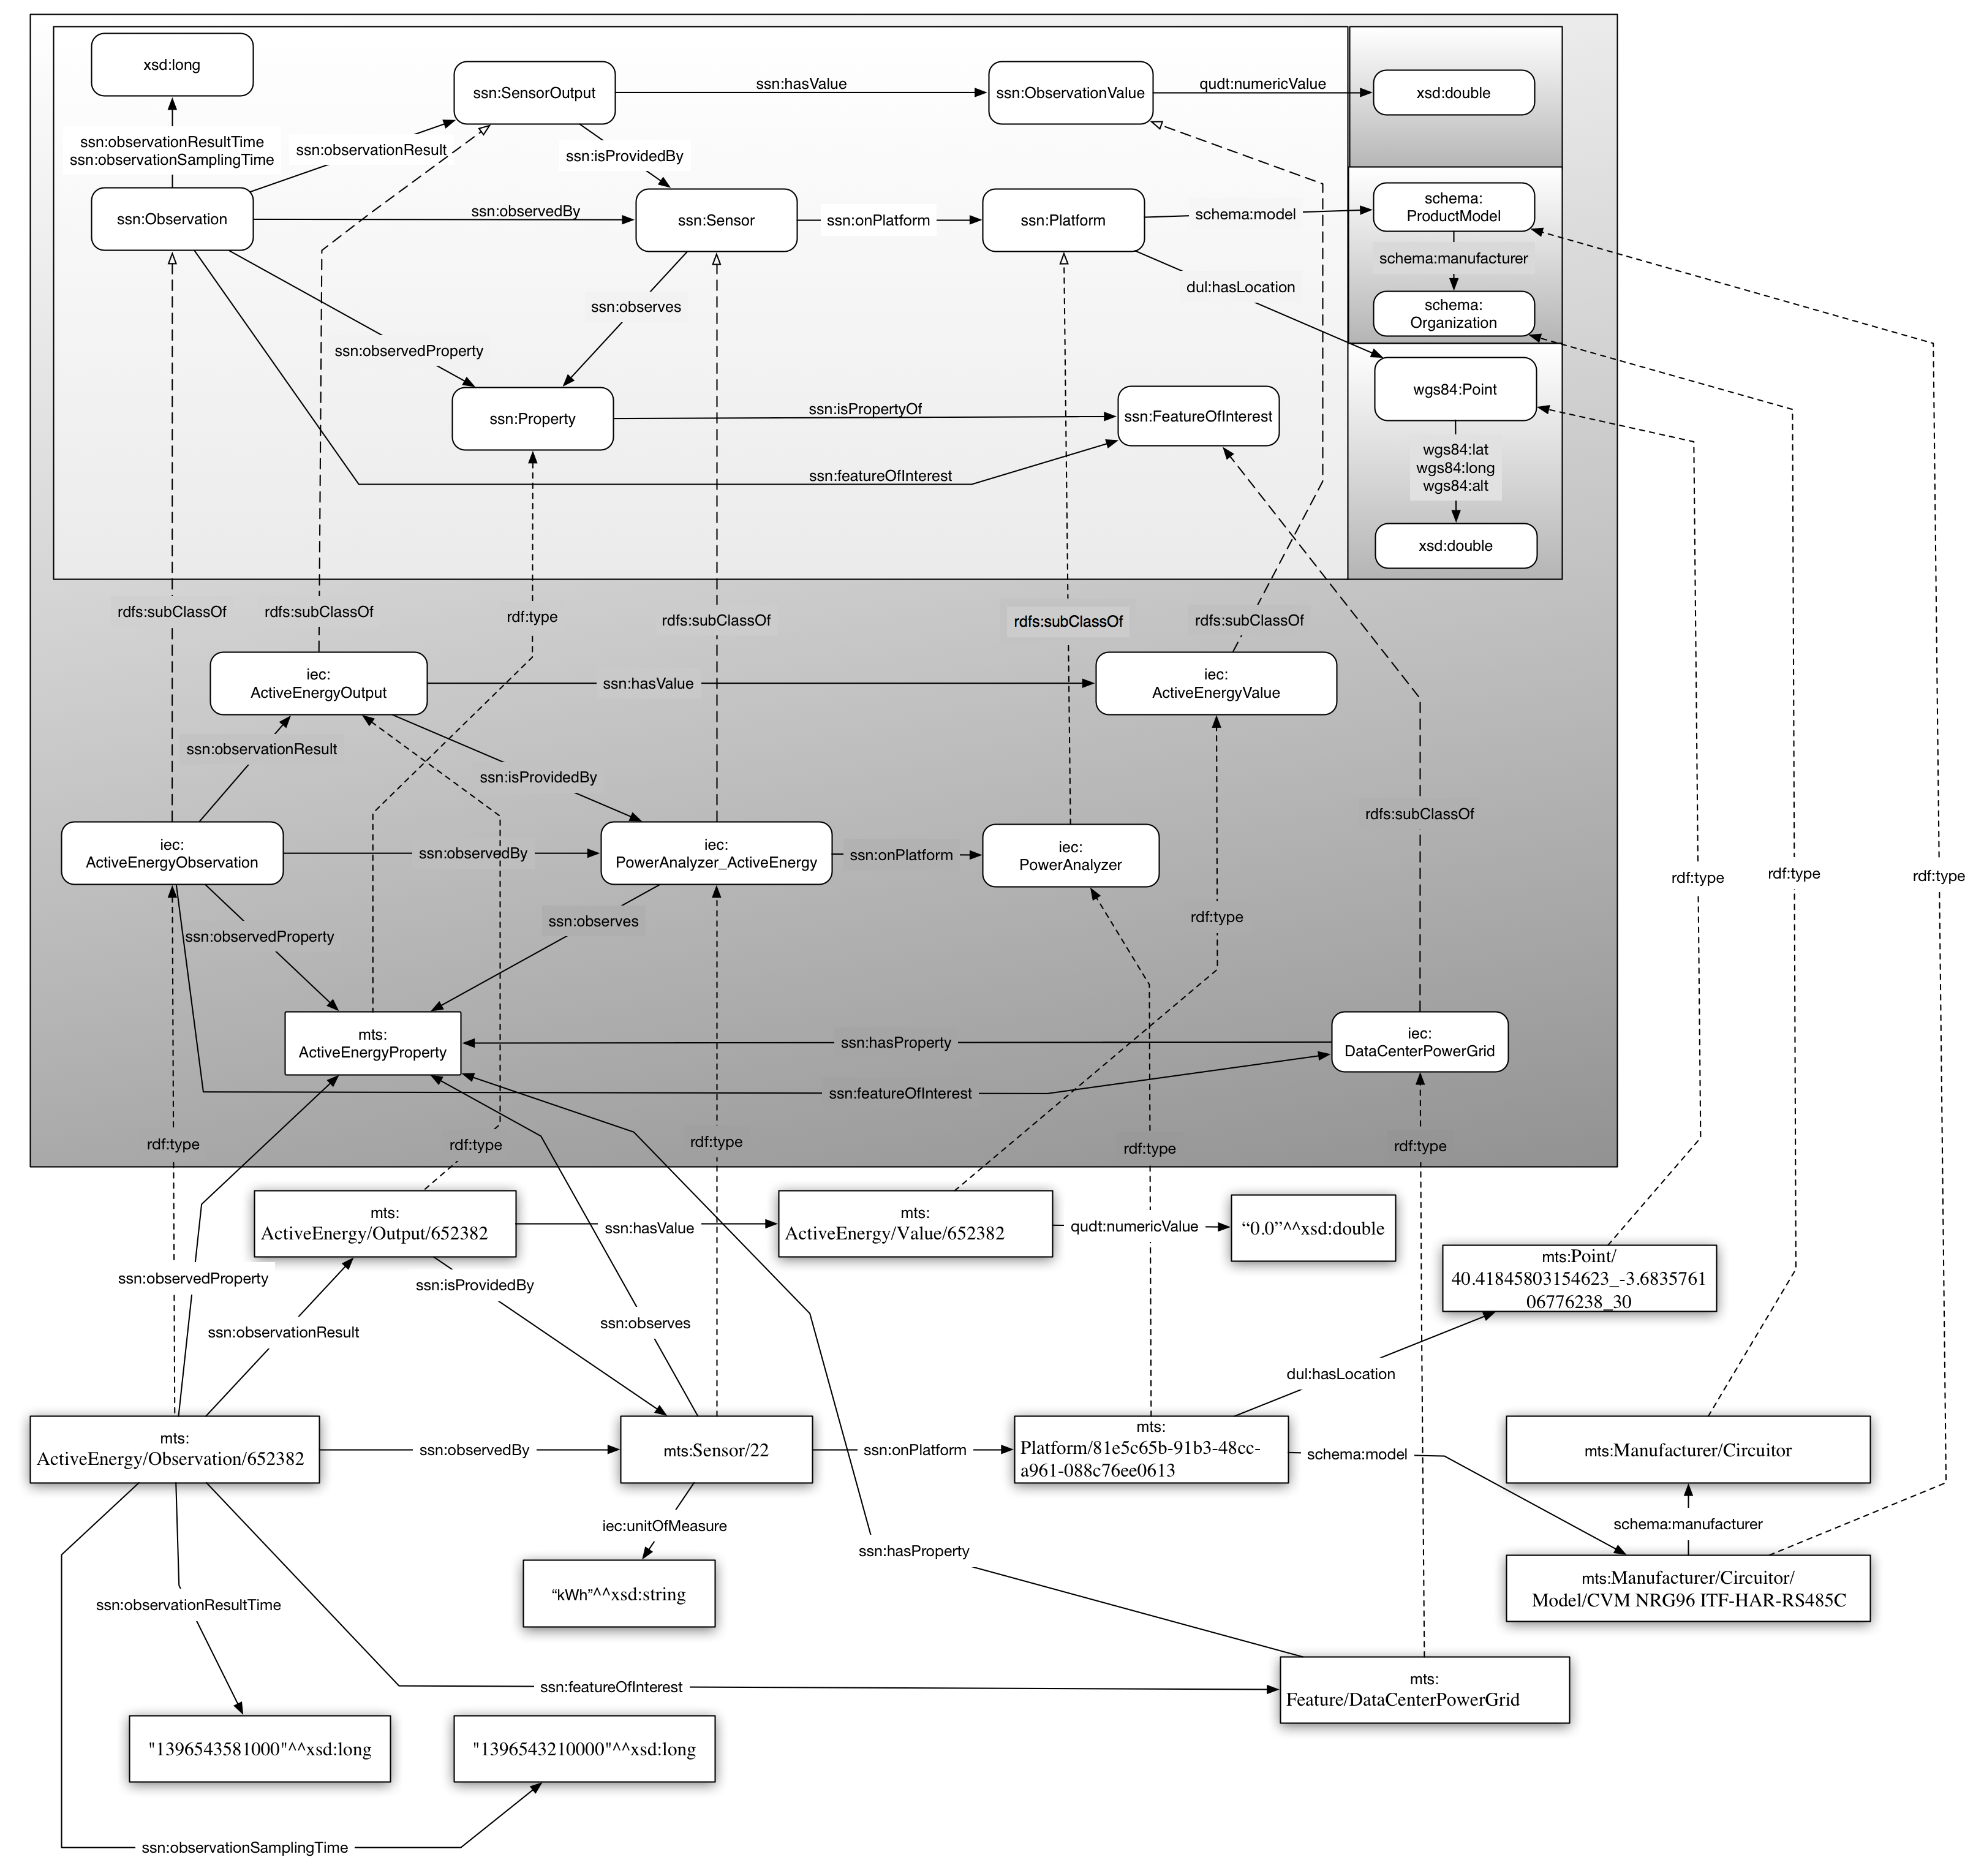 xsd:long
ssn:SensorOutput
ssn:hasValue
ssn:ObservationValue
qudt:numericValue
xsd:double
ssn:observationResultTime
ssn:observationSamplingTime
ssn:observationResult
ssn:isProvidedBy
ssn:Observation
ssn:observedBy
ssn:Sensor
ssn:onPlatform
ssn:Platform
schema:model
schema:
ProductModel
schema:manufacturer
dul:hasLocation
ssn:observes
schema:
Organization
ssn:observedProperty
wgs84:Point
ssn:Property
ssn:isPropertyOf
ssn:FeatureOfInterest
wgs84:lat
wgs84:long
wgs84:alt
ssn:featureOfInterest
xsd:double
rdfs:subClassOf
rdfs:subClassOf
rdf:type
rdfs:subClassOf
rdfs:subClassOf
rdfs:subClassOf
iec:
ActiveEnergyOutput
ssn:hasValue
iec:
ActiveEnergyValue
ssn:observationResult
ssn:isProvidedBy
rdfs:subClassOf
iec:
ActiveEnergyObservation
ssn:observedBy
iec:
PowerAnalyzer_ActiveEnergy
ssn:onPlatform
iec:
PowerAnalyzer
rdf:type
rdf:type
rdf:type
ssn:observedProperty
ssn:observes
rdf:type
mts:
ActiveEnergyProperty
ssn:hasProperty
iec:
DataCenterPowerGrid
ssn:featureOfInterest
rdf:type
rdf:type
rdf:type
rdf:type
rdf:type
mts:
ActiveEnergy/Output/652382
ssn:hasValue
mts:
ActiveEnergy/Value/652382
qudt:numericValue
“0.0”^^xsd:double
ssn:observedProperty
ssn:isProvidedBy
mts:Point/
40.41845803154623_-3.6835761
06776238_30
ssn:observationResult
ssn:observes
dul:hasLocation
mts:
ActiveEnergy/Observation/652382
ssn:observedBy
mts:Sensor/22
ssn:onPlatform
mts:
Platform/81e5c65b-91b3-48cc-
a961-088c76ee0613
schema:model
mts:Manufacturer/Circuitor
iec:unitOfMeasure
schema:manufacturer
ssn:hasProperty
“kWh”^^xsd:string
mts:Manufacturer/Circuitor/
Model/CVM NRG96 ITF-HAR-RS485C
ssn:observationResultTime
ssn:featureOfInterest
mts:
Feature/DataCenterPowerGrid
"1396543581000"^^xsd:long
"1396543210000"^^xsd:long
ssn:observationSamplingTime